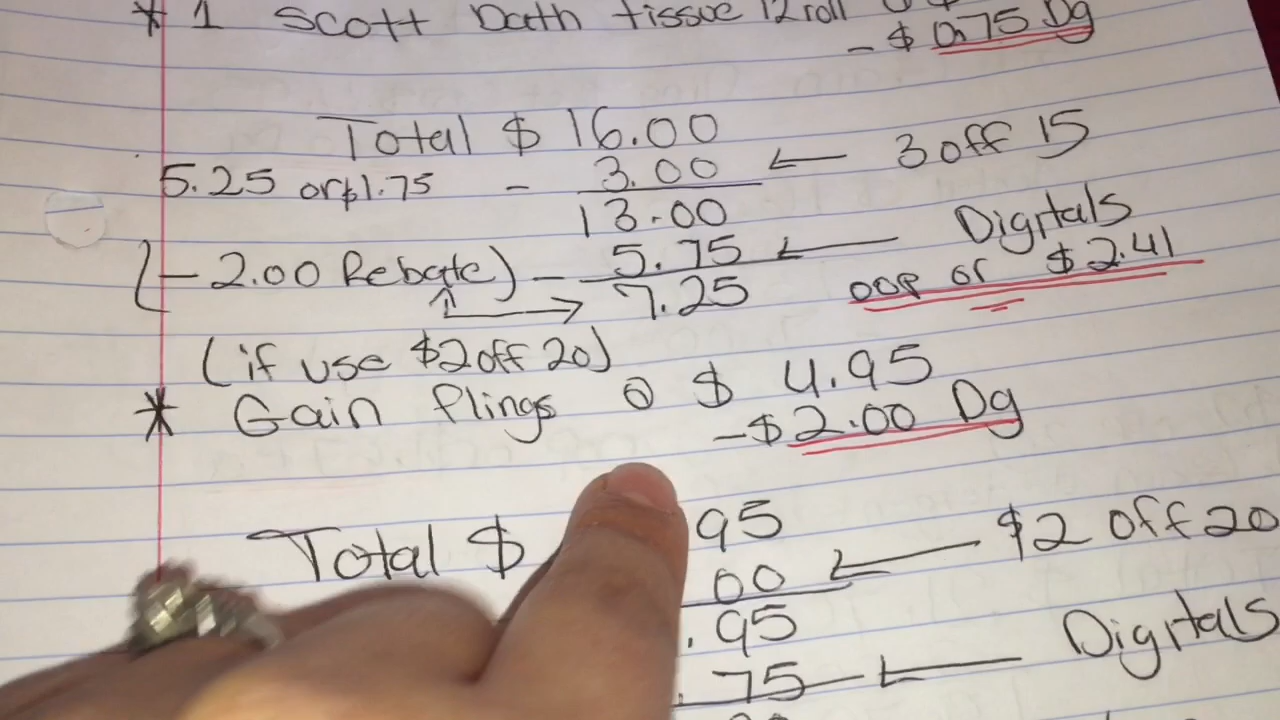 * 1 Scott bath tissue 12 roll
- $ 0.75 Dg
Total $ 16.00
5.25 or $1.75 - 3.00 ← 3 off 15
13.00
(- 2.00 Rebate) - 5.75 ← Digitals
7.25 oop or $2.41
(if use $2 off 20)
* Gain flings @ $ 4.95
- $2.00 Dg
Total $ 95
00 ← $2 off 20
.95
.75 ← Digitals